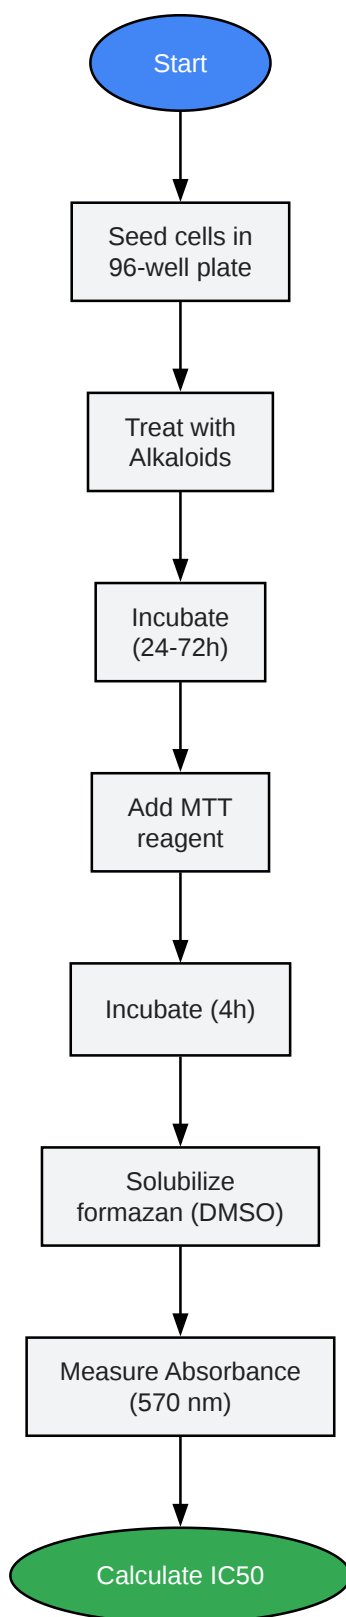 Start
Seed cells in
96-well plate
Treat with
Alkaloids
Incubate
(24-72h)
Add MTT
reagent
Incubate (4h)
Solubilize
formazan (DMSO)
Measure Absorbance
(570 nm)
Calculate IC50